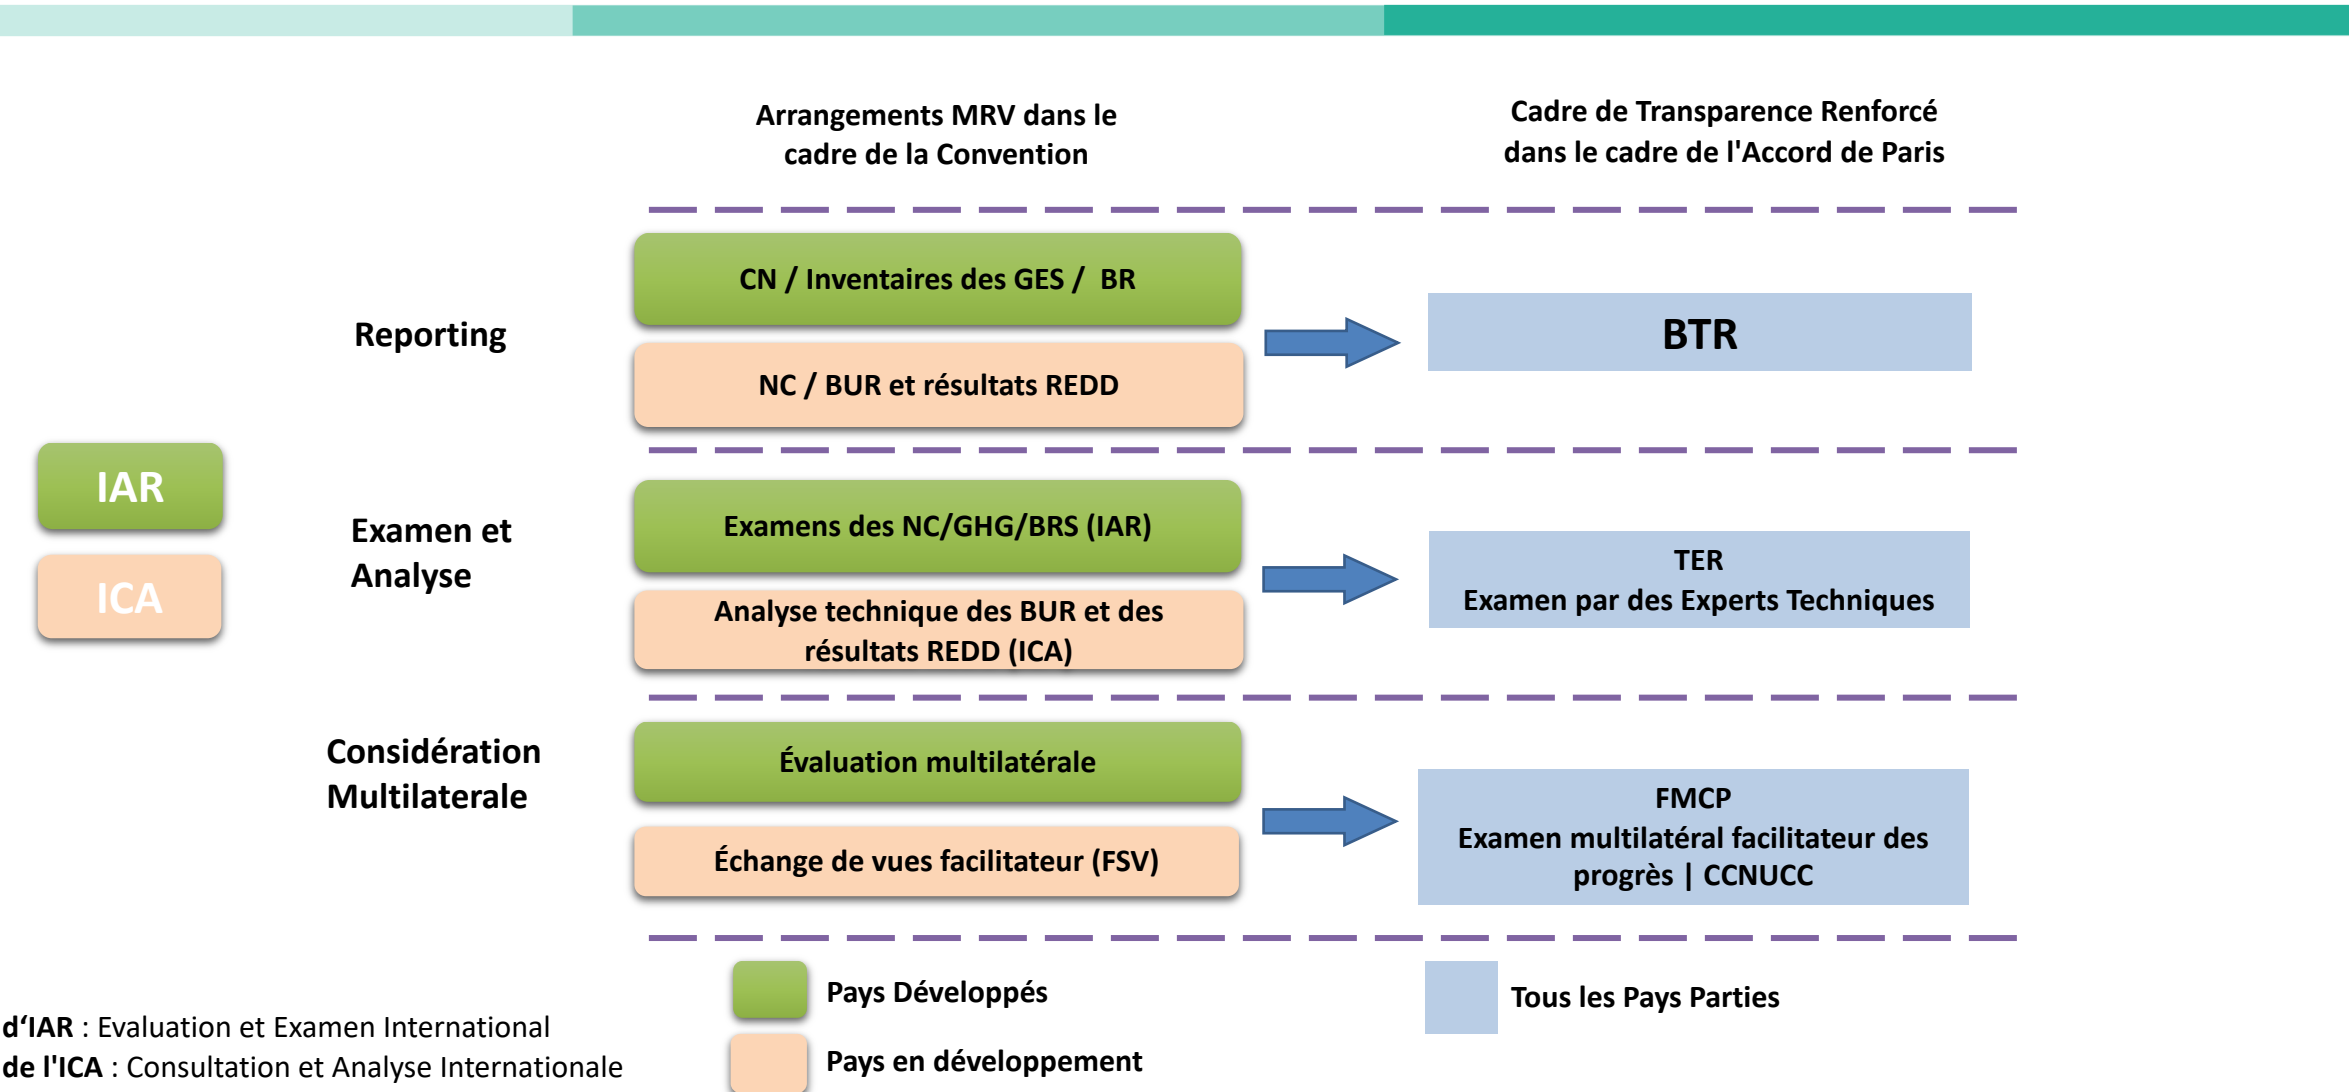 Arrangements MRV dans le
cadre de la Convention
Cadre de Transparence Renforcé
dans le cadre de l'Accord de Paris
Reporting
CN / Inventaires des GES / BR
NC / BUR et résultats REDD
BTR
IAR
ICA
Examen et
Analyse
Examens des NC/GHG/BRS (IAR)
Analyse technique des BUR et des
résultats REDD (ICA)
TER
Examen par des Experts Techniques
Considération
Multilaterale
Évaluation multilatérale
Échange de vues facilitateur (FSV)
FMCP
Examen multilatéral facilitateur des
progrès | CCNUCC
Pays Développés
Pays en développement
Tous les Pays Parties
d‘IAR : Evaluation et Examen International
de l'ICA : Consultation et Analyse Internationale